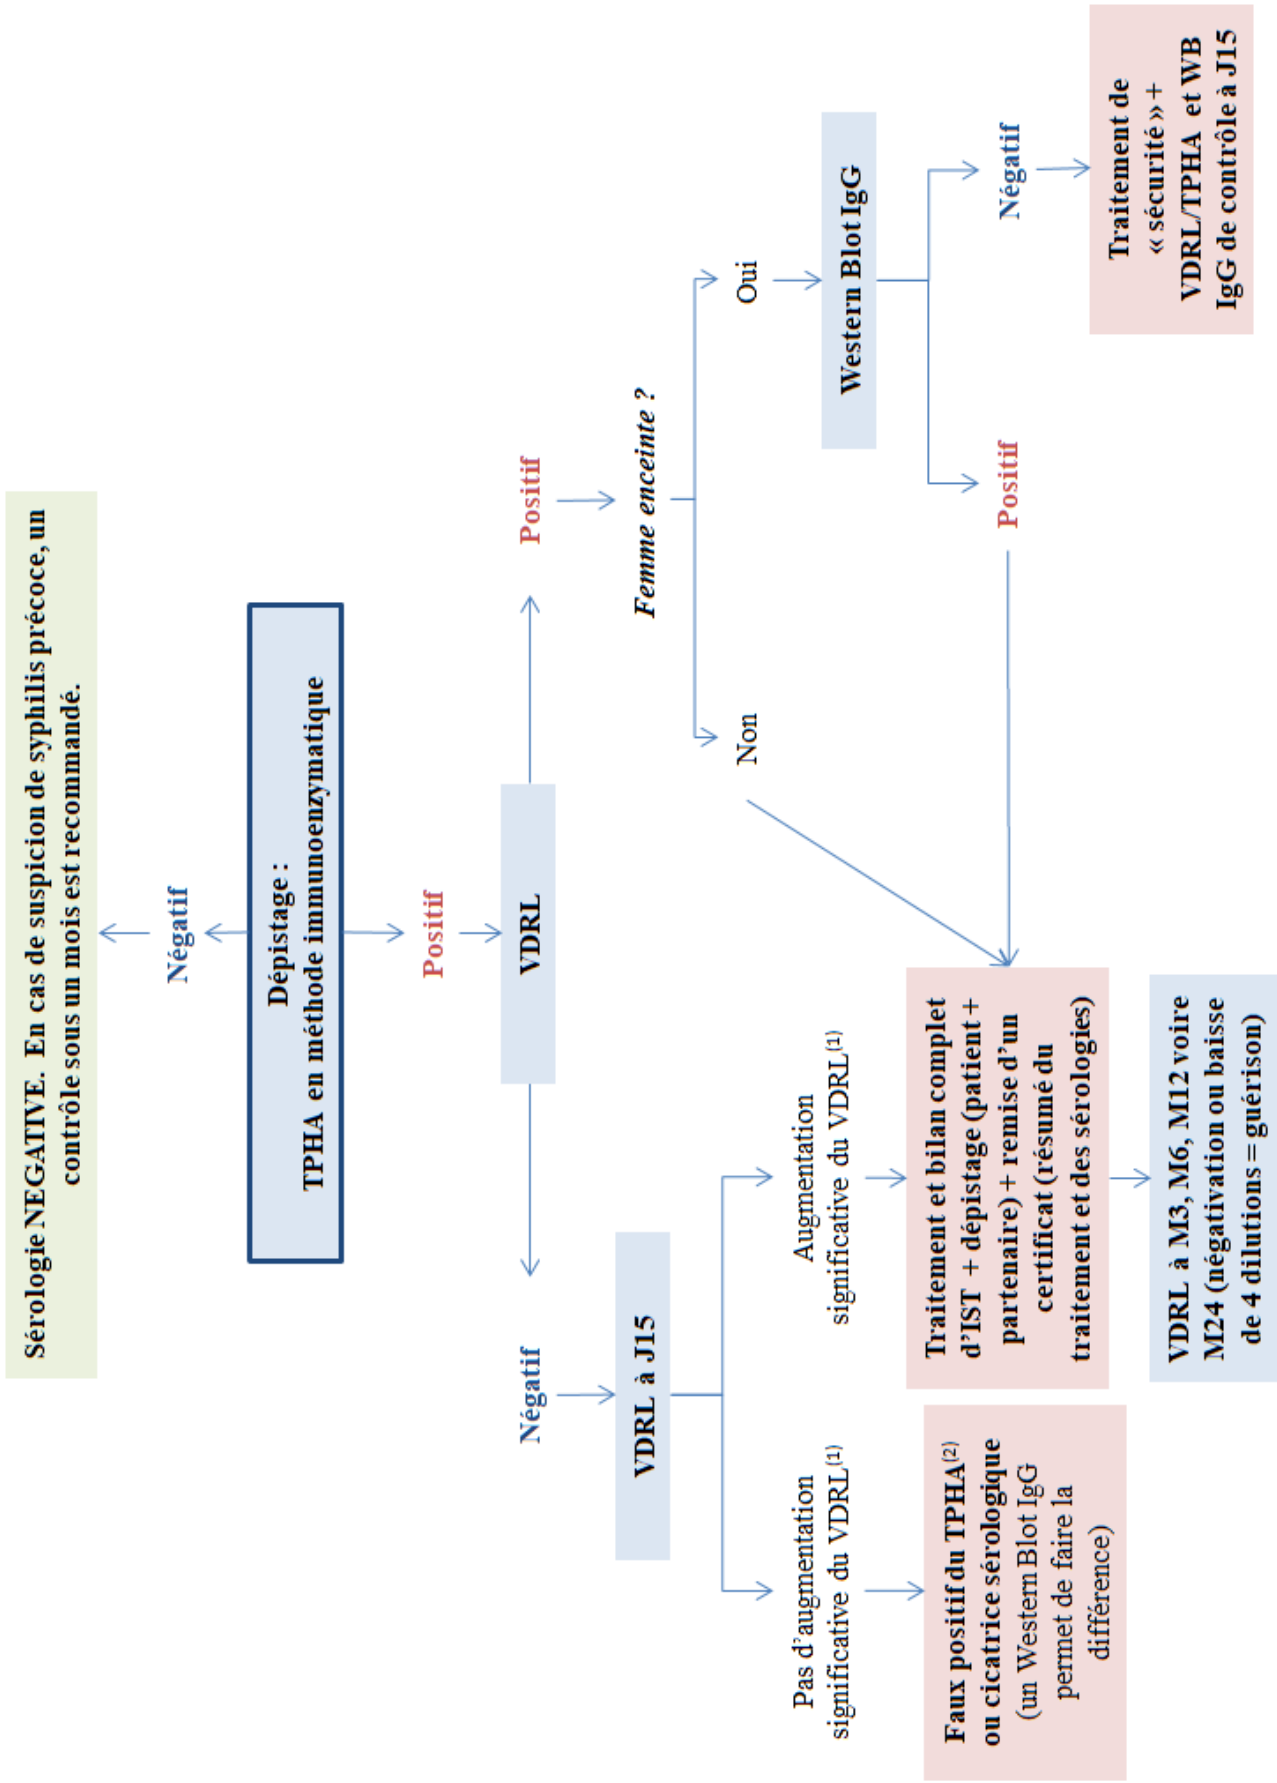 Sérologie NEGATIVE. En cas de suspicion de syphilis précoce, un
contrôle sous un mois est recommandé.
Négatif
Dépistage :
TPHA en méthode immunoenzymatique
Positif
VDRL
Négatif
Positif
VDRL à J15
Femme enceinte ?
Pas d'augmentation
significative du VDRL(1)
Augmentation
significative du VDRL(1)
Non
Oui
Western Blot IgG
Faux positif du TPHA(2)
ou cicatrice sérologique
(un Western Blot IgG
permet de faire la
différence)
Traitement et bilan complet
d'IST + dépistage (patient +
partenaire) + remise d'un
certificat (résumé du
traitement et des sérologies)
Positif
Négatif
VDRL à M3, M6, M12 voire
M24 (négativation ou baisse
de 4 dilutions = guérison)
Traitement de
« sécurité » +
VDRL/TPHA et WB
IgG de contrôle à J15